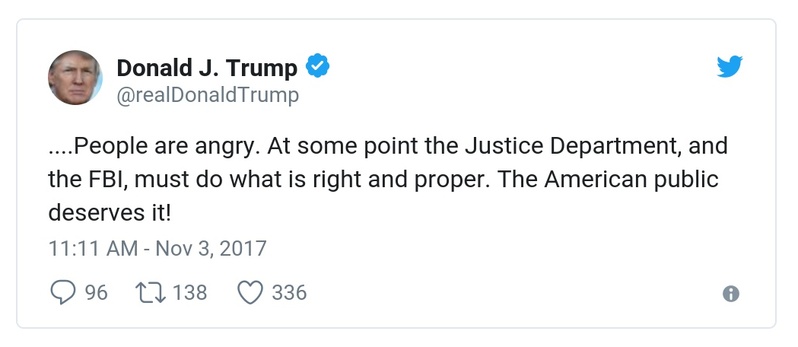 Donald J. Trump
@realDonaldTrump
....People are angry. At some point the Justice Department, and
the FBI, must do what is right and proper. The American public
deserves it!
11:11 AM - Nov 3, 2017
96 138 336